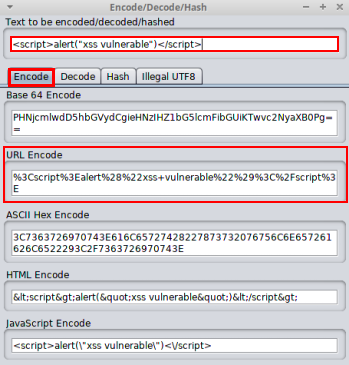 Encode/Decode/Hash
Text to be encoded/decoded/hashed
<script>alert("xss vulnerable")</script>
Encode Decode Hash Illegal UTF8
Base 64 Encode
PHNjcmlwdD5hbGVydCgieHNzIHZ1bG5lcmFibGUiKTwvc2NyaXB0Pg=
=
URL Encode
%3Cscript%3Ealert%28%22xss+vulnerable%22%29%3C%2Fscript%3
E
ASCII Hex Encode
3C7363726970743E616C65727428227873732076756C6E657261
626C6522293C2F7363726970743E
HTML Encode
&lt;script&gt;alert(&quot;xss vulnerable&quot;)&lt;/script&gt;
JavaScript Encode
<script>alert(\"xss vulnerable\")<\/script>